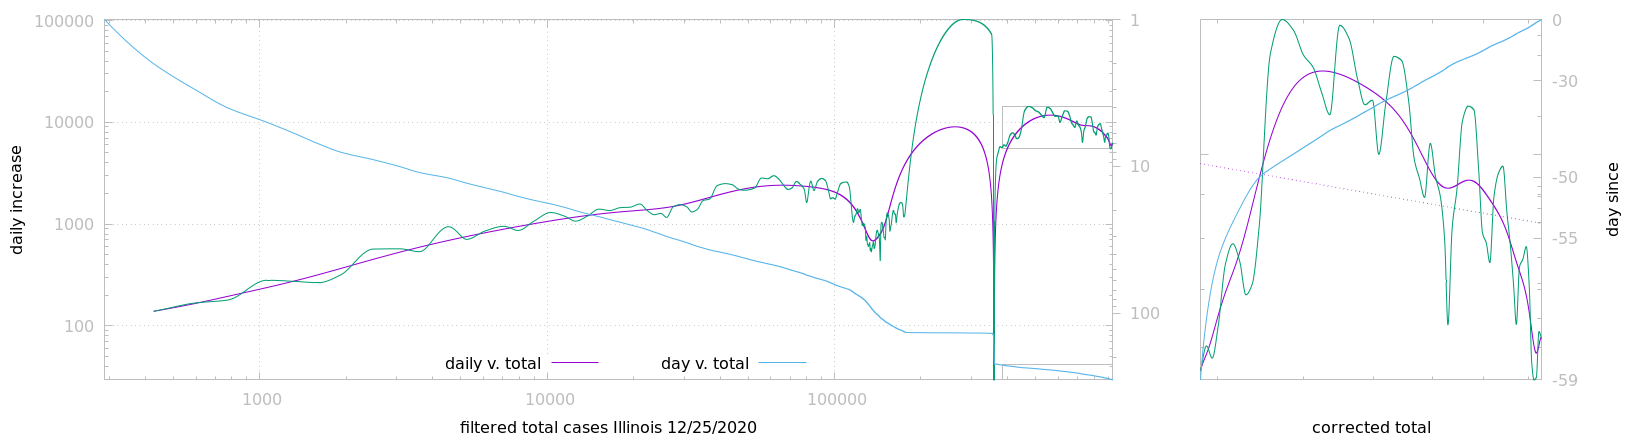 100000
10000
1000
100
daily increase
1
10
100
daily v. total
day v. total
1000
10000
100000
filtered total cases Illinois 12/25/2020
0
-30
-50
-55
-59
day since
corrected total